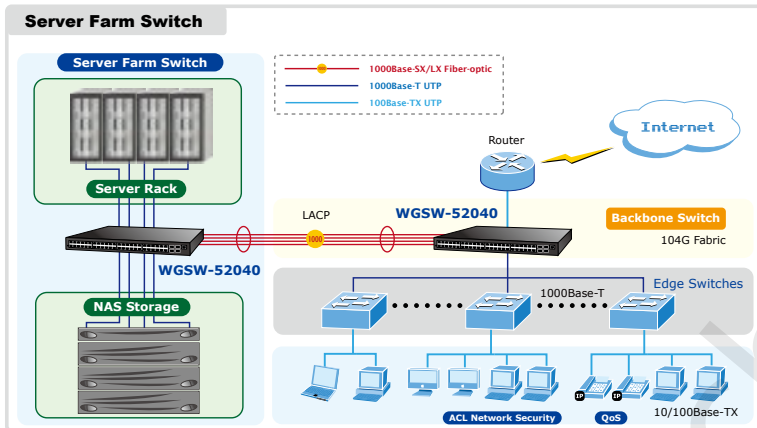 Server Farm Switch
Server Farm Switch
1000Base-SX/LX Fiber-optic
1000Base-T UTP
100Base-TX UTP
Internet
Router
Server Rack
LACP
WGSW-52040
Backbone Switch
1000
104G Fabric
WGSW-52040
Edge Switches
1000Base-T
NAS Storage
IP
IP
ACL Network Security
QoS
10/100Base-TX